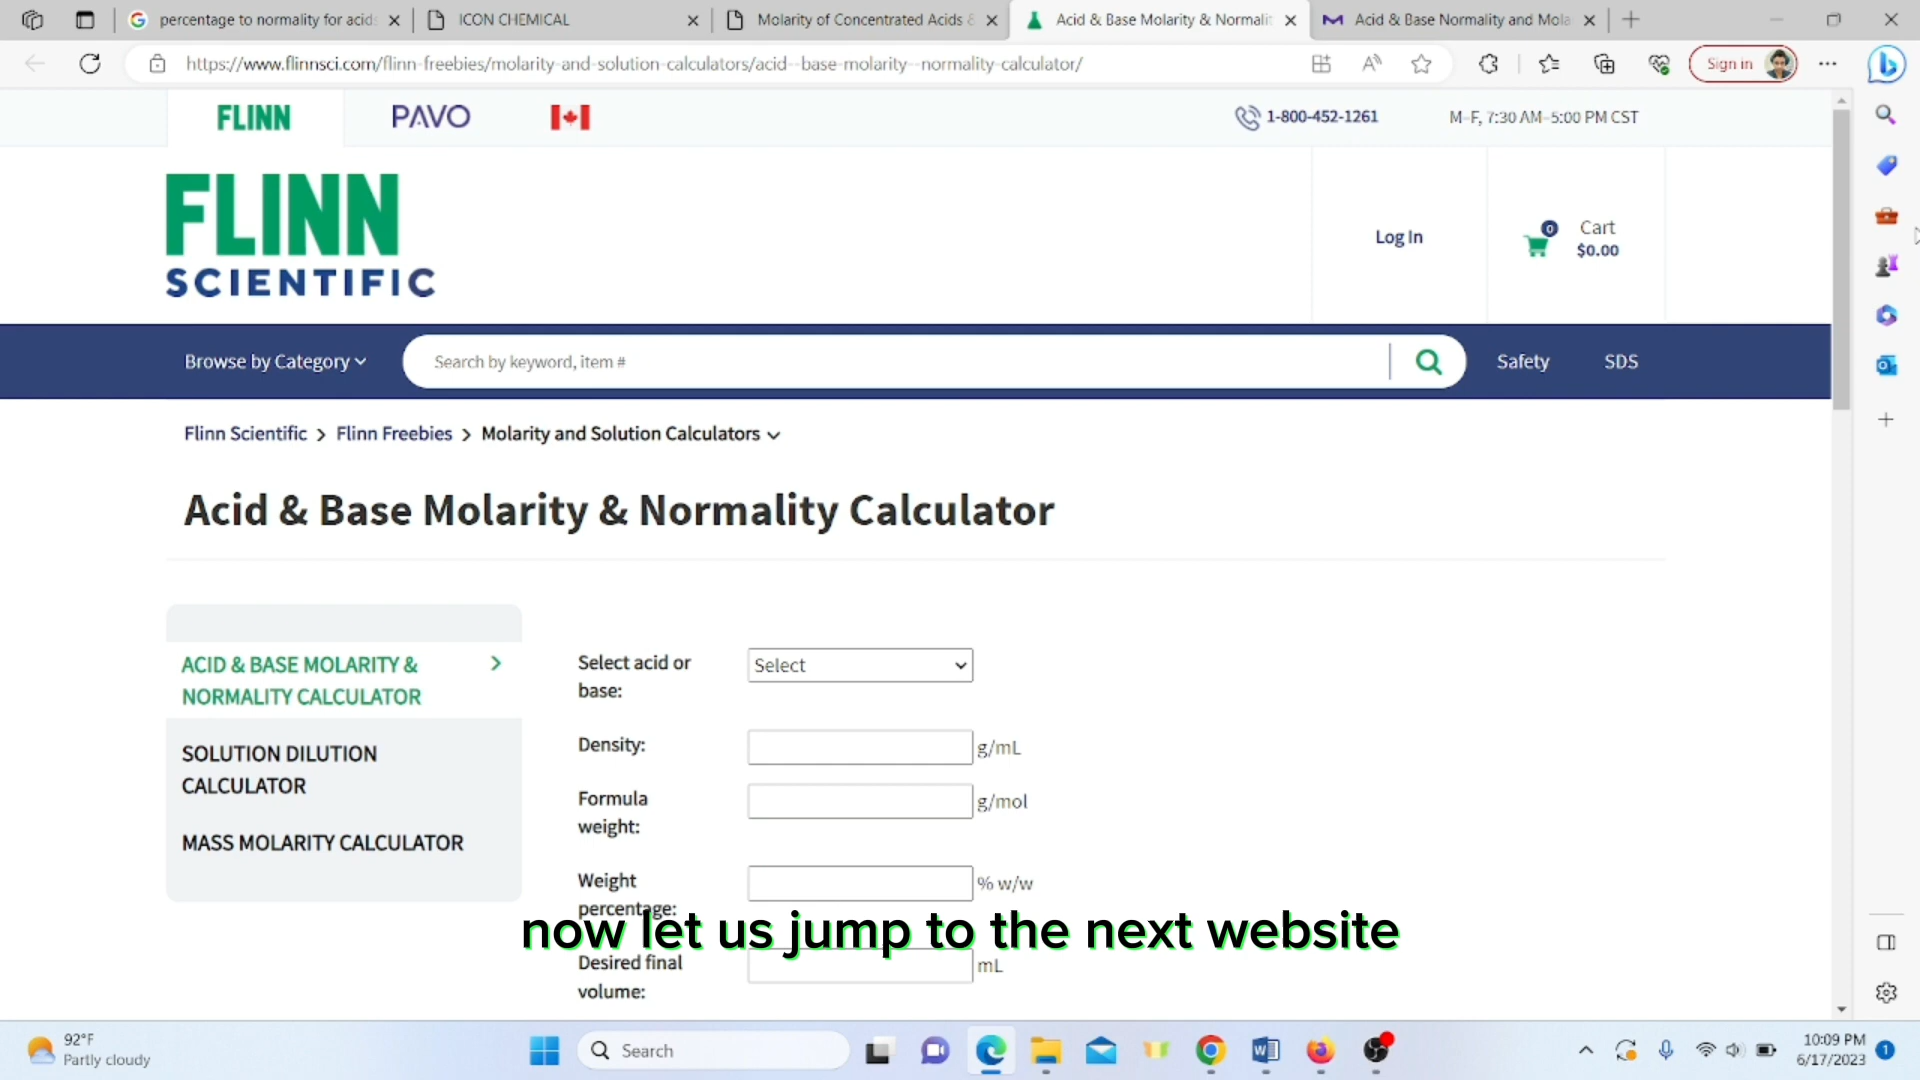 percentage to normality for acid
ICON CHEMICAL
Molarity of Concentrated Acids &
Acid & Base Molarity & Normalit
Acid & Base Normality and Mola
https://www.flinnsci.com/flinn-freebies/molarity-and-solution-calculators/acid--base-molarity--normality-calculator/
Sign in
FLINN
PAVO
1-800-452-1261
M-F, 7:30 AM-5:00 PM CST
FLINN
SCIENTIFIC
Log In
0
Cart
$0.00
Browse by Category
Search by keyword, item #
Safety
SDS
Flinn Scientific > Flinn Freebies > Molarity and Solution Calculators
Acid & Base Molarity & Normality Calculator
ACID & BASE MOLARITY &
NORMALITY CALCULATOR
SOLUTION DILUTION
CALCULATOR
MASS MOLARITY CALCULATOR
Select acid or
base:
Select
Density:
g/mL
Formula
weight:
g/mol
Weight
percentage:
% w/w
now let us jump to the next website
Desired final
volume:
mL
92°F
Partly cloudy
Search
10:09 PM
6/17/2023
1